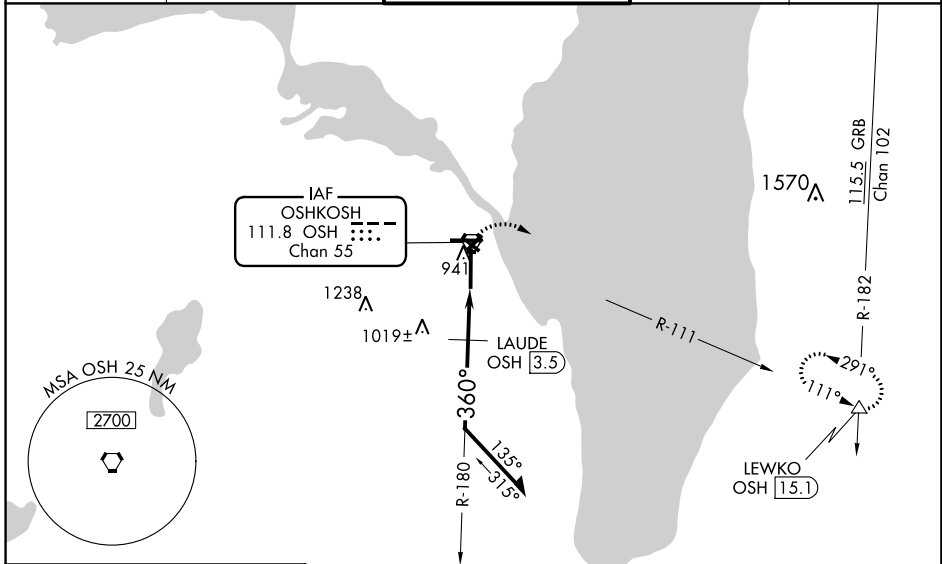 IAF
OSHKOSH
111.8 OSH
Chan 55
941
1238
1019±
LAUDE
OSH 3.5
360°
135°
315°
R-180
MSA OSH 25 NM
2700
1570
115.5 GRB
Chan 102
R-182
R-111
291°
111°
LEWKO
OSH 15.1